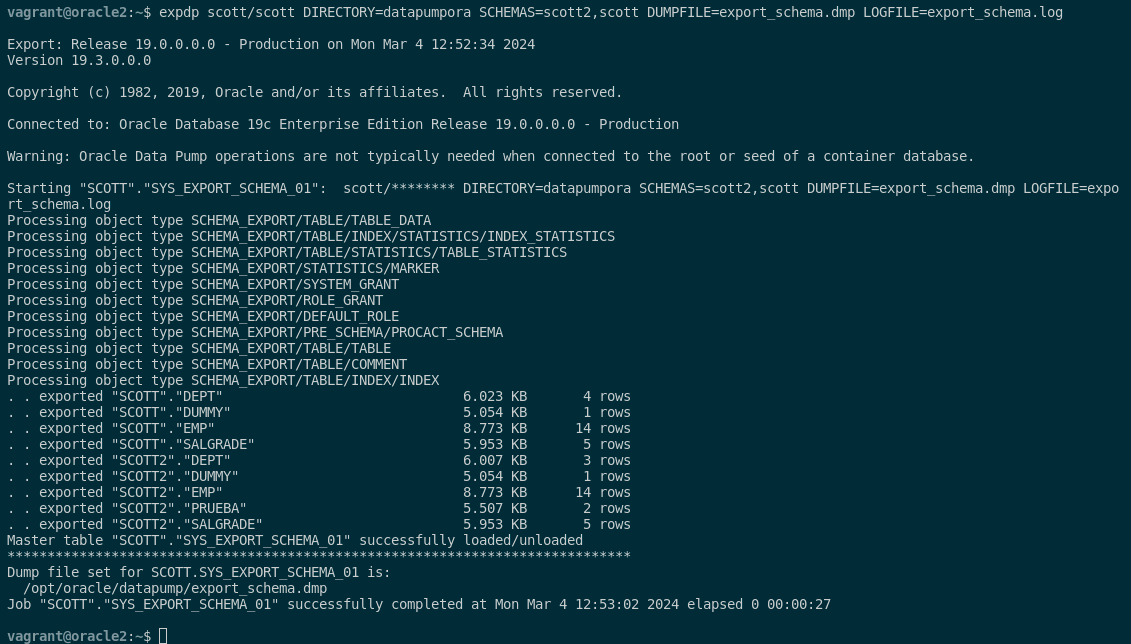 vagrant@oracle2:~$ expdp scott/scott DIRECTORY=datapumpora SCHEMAS=scott2,scott DUMPFILE=export_schema.dmp LOGFILE=export_schema.log
Export: Release 19.0.0.0.0 - Production on Mon Mar 4 12:52:34 2024
Version 19.3.0.0.0
Copyright (c) 1982, 2019, Oracle and/or its affiliates.  All rights reserved.
Connected to: Oracle Database 19c Enterprise Edition Release 19.0.0.0.0 - Production
Warning: Oracle Data Pump operations are not typically needed when connected to the root or seed of a container database.
Starting "SCOTT"."SYS_EXPORT_SCHEMA_01":  scott/******** DIRECTORY=datapumpora SCHEMAS=scott2,scott DUMPFILE=export_schema.dmp LOGFILE=expo
rt_schema.log
Processing object type SCHEMA_EXPORT/TABLE/TABLE_DATA
Processing object type SCHEMA_EXPORT/TABLE/INDEX/STATISTICS/INDEX_STATISTICS
Processing object type SCHEMA_EXPORT/TABLE/STATISTICS/TABLE_STATISTICS
Processing object type SCHEMA_EXPORT/STATISTICS/MARKER
Processing object type SCHEMA_EXPORT/SYSTEM_GRANT
Processing object type SCHEMA_EXPORT/ROLE_GRANT
Processing object type SCHEMA_EXPORT/DEFAULT_ROLE
Processing object type SCHEMA_EXPORT/PRE_SCHEMA/PROCACT_SCHEMA
Processing object type SCHEMA_EXPORT/TABLE/TABLE
Processing object type SCHEMA_EXPORT/TABLE/COMMENT
Processing object type SCHEMA_EXPORT/TABLE/INDEX/INDEX
. . exported "SCOTT"."DEPT"                              6.023 KB       4 rows
. . exported "SCOTT"."DUMMY"                             5.054 KB       1 rows
. . exported "SCOTT"."EMP"                               8.773 KB      14 rows
. . exported "SCOTT"."SALGRADE"                          5.953 KB       5 rows
. . exported "SCOTT2"."DEPT"                             6.007 KB       3 rows
. . exported "SCOTT2"."DUMMY"                            5.054 KB       1 rows
. . exported "SCOTT2"."EMP"                              8.773 KB      14 rows
. . exported "SCOTT2"."PRUEBA"                           5.507 KB       2 rows
. . exported "SCOTT2"."SALGRADE"                         5.953 KB       5 rows
Master table "SCOTT"."SYS_EXPORT_SCHEMA_01" successfully loaded/unloaded
******************************************************************************
Dump file set for SCOTT.SYS_EXPORT_SCHEMA_01 is:
  /opt/oracle/datapump/export_schema.dmp
Job "SCOTT"."SYS_EXPORT_SCHEMA_01" successfully completed at Mon Mar 4 12:53:02 2024 elapsed 0 00:00:27
vagrant@oracle2:~$